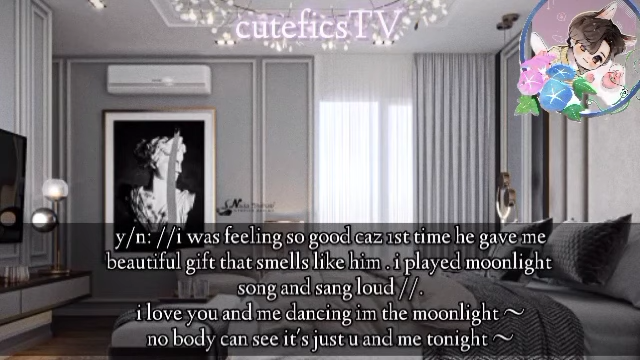 cuteficsTV
y/n: //i was feeling so good caz 1st time he gave me
beautiful gift that smells like him . i played moonlight
song and sang loud //.
i love you and me dancing im the moonlight ~
no body can see it's just u and me tonight ~